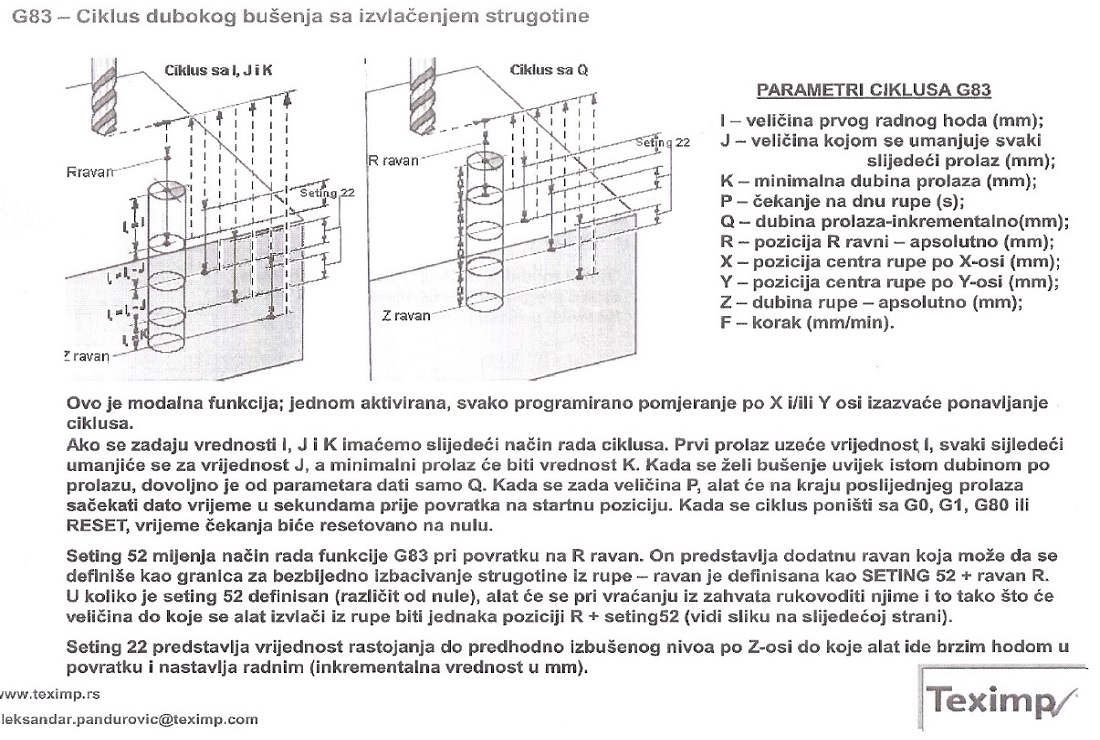 G83 – Ciklus dubokog bušenja sa izvlačenjem strugotine
Ciklus sa I, J i K
Ciklus sa Q
Rravan
R ravan
Seting 22
Seting 22
Z ravan
Z ravan
PARAMETRI CIKLUSA G83
I – veličina prvog radnog hoda (mm);
J – veličina kojom se umanjuje svaki
slijedeći prolaz (mm);
K – minimalna dubina prolaza (mm);
P – čekanje na dnu rupe (s);
Q – dubina prolaza-inkrementalno(mm);
R – pozicija R ravni – apsolutno (mm);
X – pozicija centra rupe po X-osi (mm);
Y – pozicija centra rupe po Y-osi (mm);
Z – dubina rupe – apsolutno (mm);
F – korak (mm/min).
Ovo je modalna funkcija; jednom aktivirana, svako programirano pomjeranje po X i/ili Y osi izazvaće ponavljanje
ciklusa.
Ako se zadaju vrednosti I, J i K imaćemo slijedeći način rada ciklusa. Prvi prolaz uzeće vrijednost I, svaki sijledeći
umanjiće se za vrijednost J, a minimalni prolaz će biti vrednost K. Kada se želi bušenje uvijek istom dubinom po
prolazu, dovoljno je od parametara dati samo Q. Kada se zada veličina P, alat će na kraju poslijednjeg prolaza
sačekati dato vrijeme u sekundama prije povratka na startnu poziciju. Kada se ciklus poništi sa G0, G1, G80 ili
RESET, vrijeme čekanja biće resetovano na nulu.
Seting 52 mijenja način rada funkcije G83 pri povratku na R ravan. On predstavlja dodatnu ravan koja može da se
definiše kao granica za bezbijedno izbacivanje strugotine iz rupe – ravan je definisana kao SETING 52 + ravan R.
U koliko je seting 52 definisan (različit od nule), alat će se pri vraćanju iz zahvata rukovoditi njime i to tako što će
veličina do koje se alat izvlači iz rupe biti jednaka poziciji R + seting52 (vidi sliku na slijedećoj strani).
Seting 22 predstavlja vrijednost rastojanja do predhodno izbušenog nivoa po Z-osi do koje alat ide brzim hodom u
povratku i nastavlja radnim (inkrementalna vrednost u mm).
www.teximp.rs
leksandar.pandurovic@teximp.com
Teximp